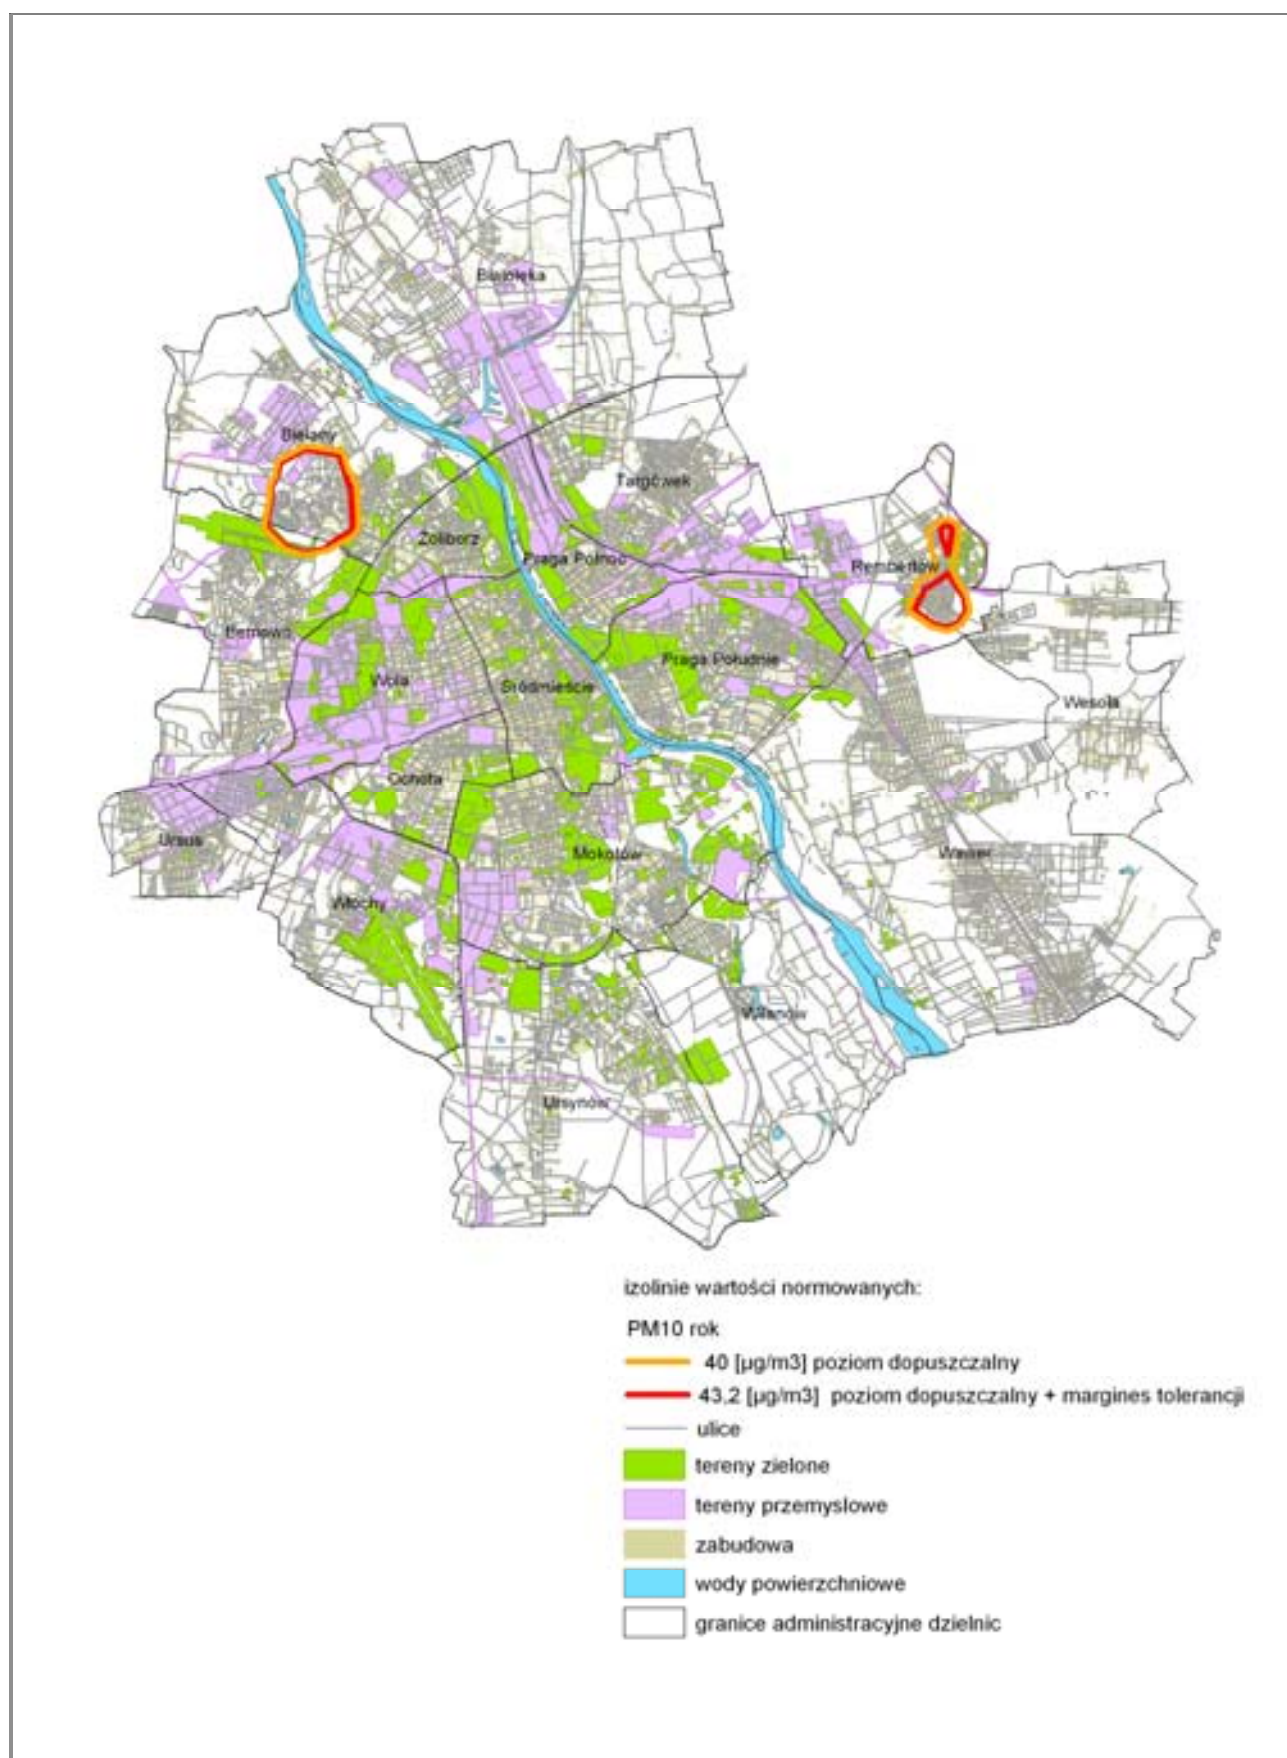 Białołęka
Bielany
Targówek
Żoliborz
Praga Północ
Rembertów
Bemowo
Praga Południe
Wola
Śródmieście
Wesoła
Ochota
Ursus
Mokotów
Wawer
Włochy
Wilanów
Ursynów
izolinie wartości normowanych:
PM10 rok
40 [µg/m3] poziom dopuszczalny
43,2 [µg/m3] poziom dopuszczalny + margines tolerancji
ulice
tereny zielone
tereny przemysłowe
zabudowa
wody powierzchniowe
granice administracyjne dzielnic